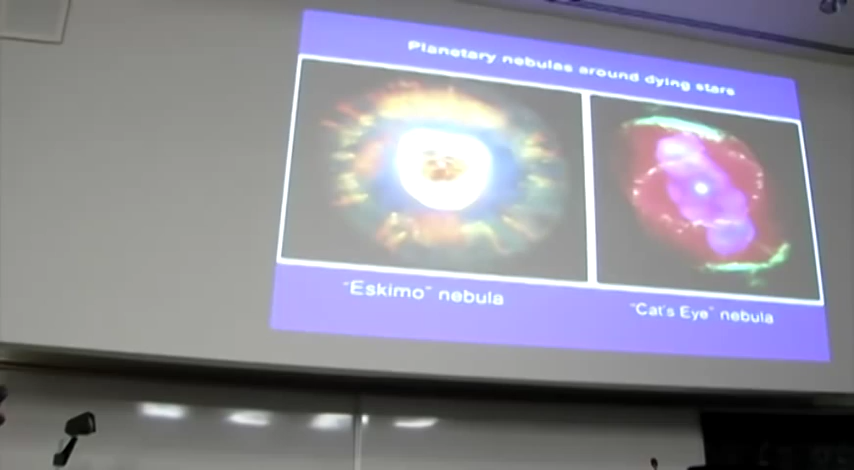 Planetary nebulas around dying stars
"Eskimo" nebula
"Cat's Eye" nebula